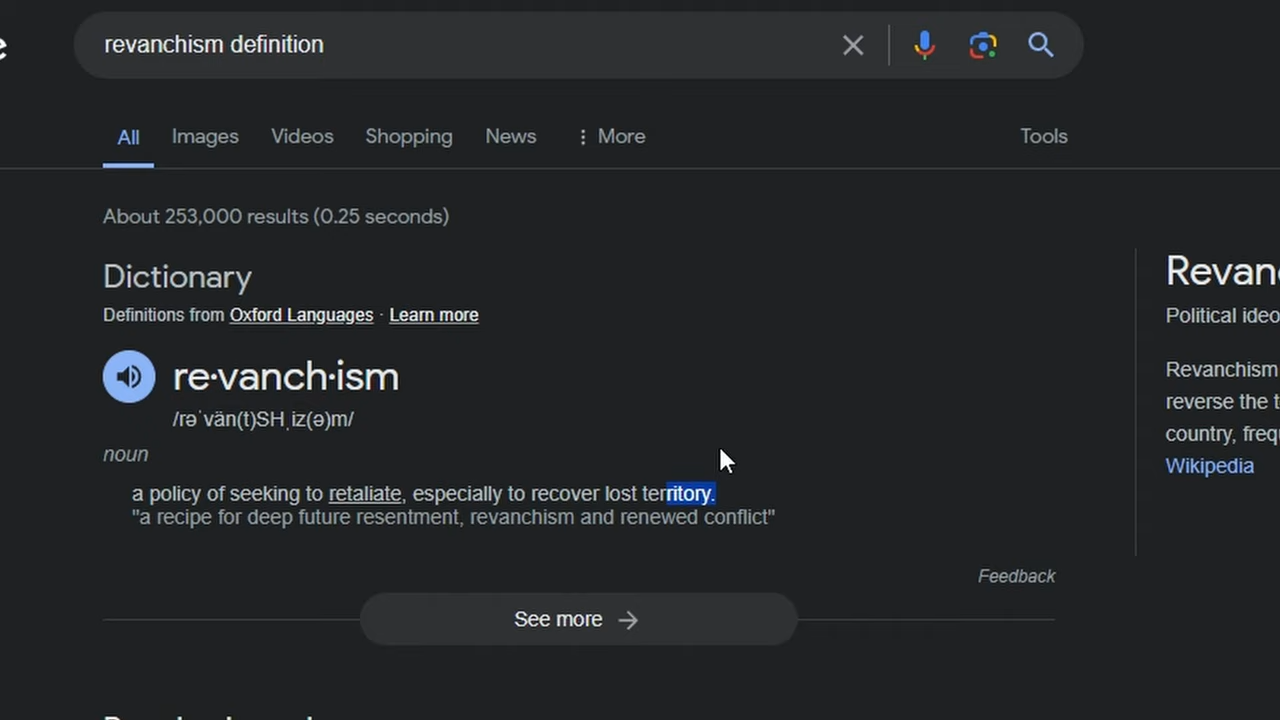 revanchism definition
All Images Videos Shopping News More Tools
About 253,000 results (0.25 seconds)
Dictionary
Definitions from Oxford Languages · Learn more
re·vanch·ism
/rəˈvän(t)SHˌiz(ə)m/
noun
a policy of seeking to retaliate, especially to recover lost territory.
"a recipe for deep future resentment, revanchism and renewed conflict"
Feedback
See more
Revan
Political ideo
Revanchism
reverse the t
country, freq
Wikipedia